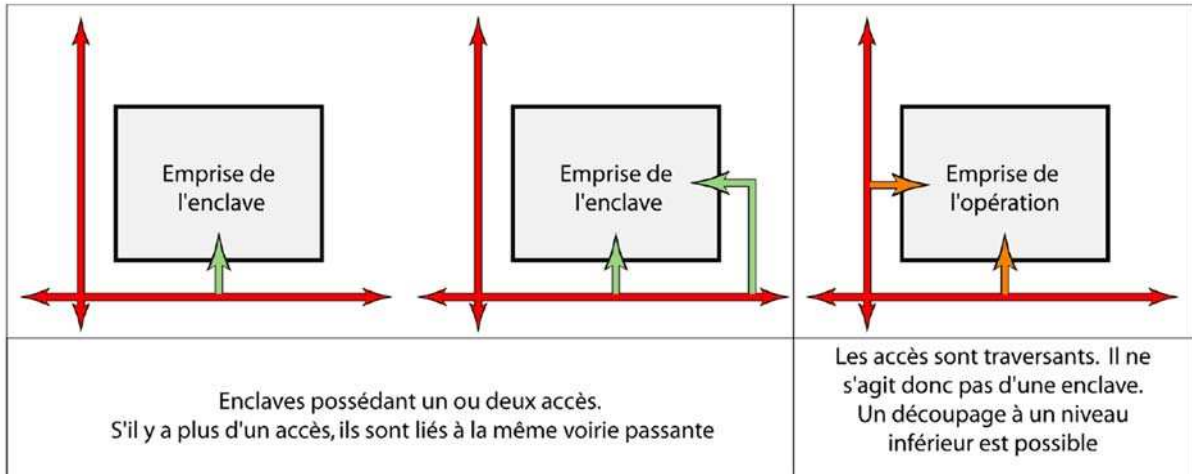 Emprise de
l'enclave
Emprise de
l'enclave
Emprise de
l'opération
Enclaves possédant un ou deux accès.
S'il y a plus d'un accès, ils sont liés à la même voirie passante
Les accès sont traversants. Il ne
s'agit donc pas d'une enclave.
Un découpage à un niveau
inférieur est possible